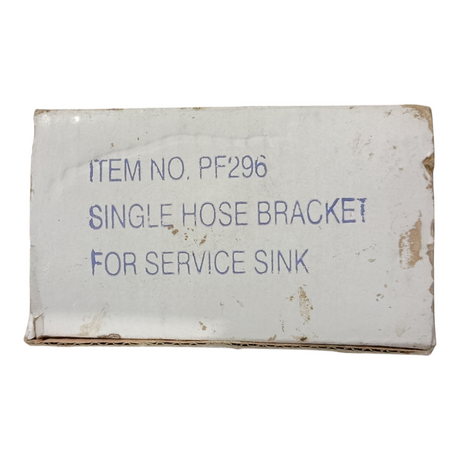 ITEM NO. PF296
SINGLE HOSE BRACKET
FOR SERVICE SINK